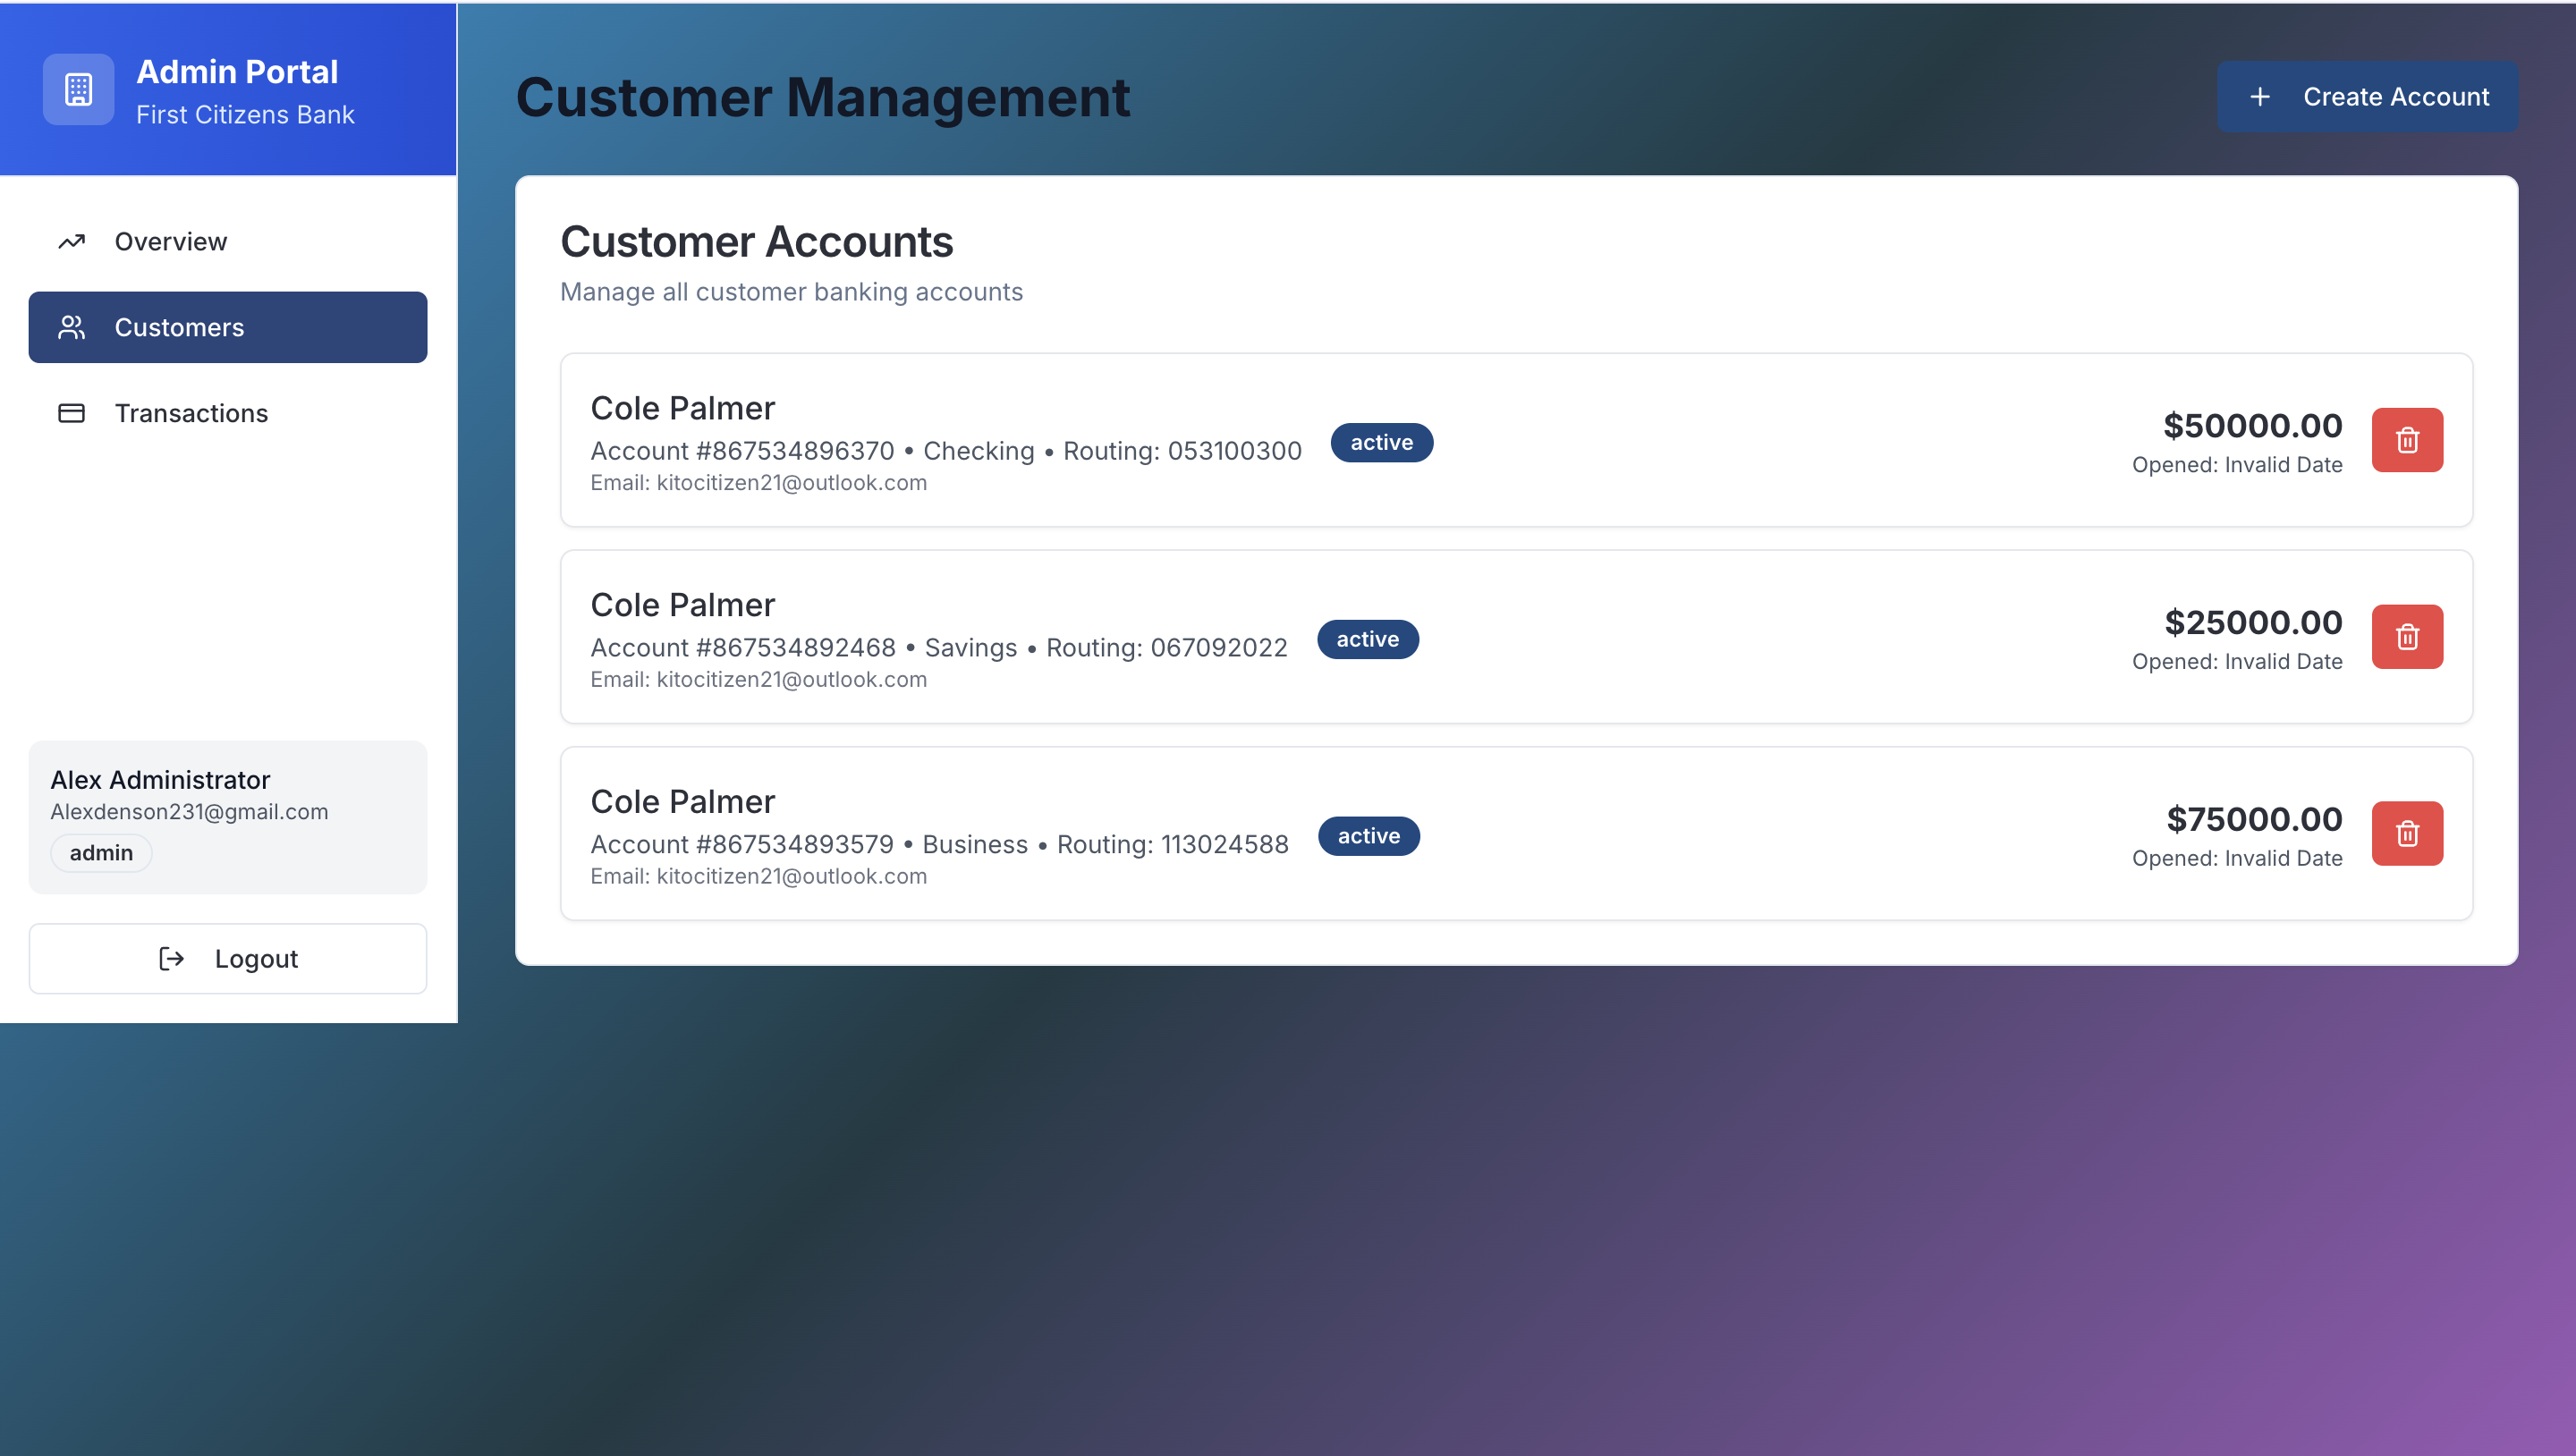 Admin Portal
First Citizens Bank
Overview
Customers
Transactions
Alex Administrator
Alexdenson231@gmail.com
admin
Logout
Customer Management
Create Account
Customer Accounts
Manage all customer banking accounts
Cole Palmer
Account #867534896370 • Checking • Routing: 053100300
Email: kitocitizen21@outlook.com
active
$50000.00
Opened: Invalid Date
Cole Palmer
Account #867534892468 • Savings • Routing: 067092022
Email: kitocitizen21@outlook.com
active
$25000.00
Opened: Invalid Date
Cole Palmer
Account #867534893579 • Business • Routing: 113024588
Email: kitocitizen21@outlook.com
active
$75000.00
Opened: Invalid Date